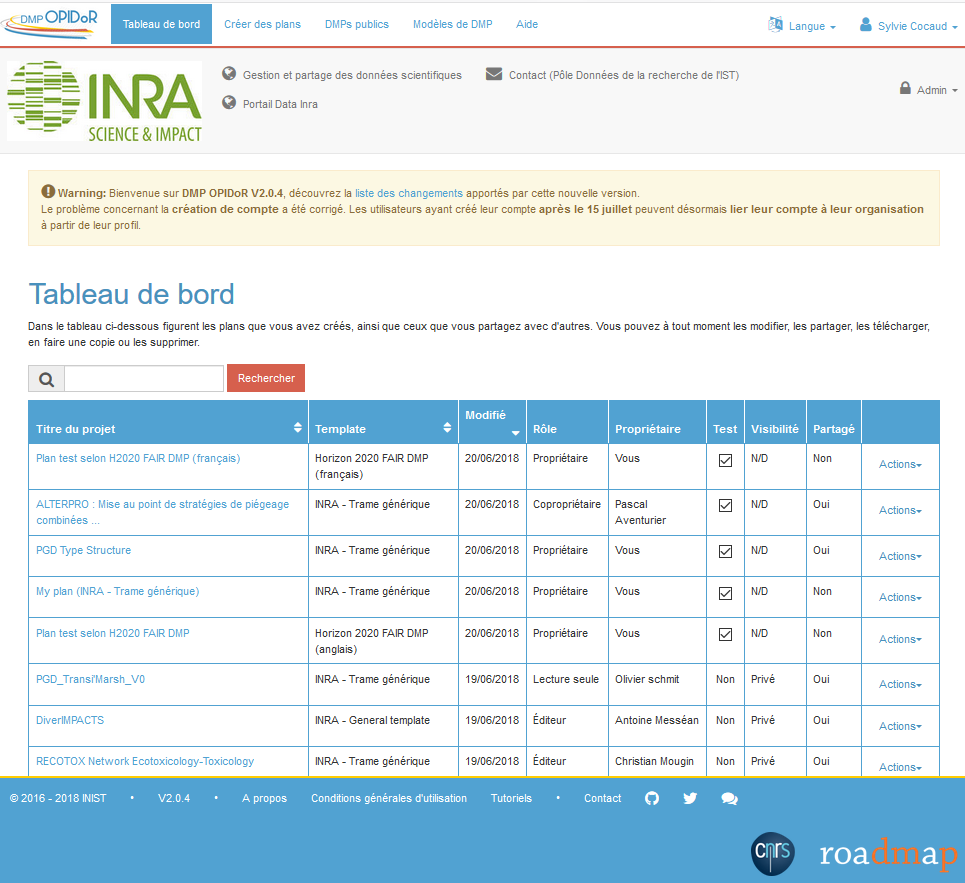 DMP OPIDoR Tableau de bord Créer des plans DMPs publics Modèles de DMP Aide Langue Sylvie Cocaud
INRA
SCIENCE & IMPACT
Gestion et partage des données scientifiques Contact (Pôle Données de la recherche de l'IST)
Portail Data Inra
Admin
Warning: Bienvenue sur DMP OPIDoR V2.0.4, découvrez la liste des changements apportés par cette nouvelle version.
Le problème concernant la création de compte a été corrigé. Les utilisateurs ayant créé leur compte après le 15 juillet peuvent désormais lier leur compte à leur organisation
à partir de leur profil.
Tableau de bord
Dans le tableau ci-dessous figurent les plans que vous avez créés, ainsi que ceux que vous partagez avec d'autres. Vous pouvez à tout moment les modifier, les partager, les télécharger,
en faire une copie ou les supprimer.
Rechercher
Titre du projet Template Modifié Rôle Propriétaire Test Visibilité Partagé
Plan test selon H2020 FAIR DMP (français) Horizon 2020 FAIR DMP 20/06/2018 Propriétaire Vous N/D Non Actions
(français)
ALTERPRO : Mise au point de stratégies de piégeage INRA - Trame générique 20/06/2018 Copropriétaire Pascal N/D Oui Actions
combinées ... Aventurier
PGD Type Structure INRA - Trame générique 20/06/2018 Propriétaire Vous N/D Oui Actions
My plan (INRA - Trame générique) INRA - Trame générique 20/06/2018 Propriétaire Vous N/D Non Actions
Plan test selon H2020 FAIR DMP Horizon 2020 FAIR DMP 20/06/2018 Propriétaire Vous N/D Non Actions
(anglais)
PGD_Transi'Marsh_V0 INRA - Trame générique 19/06/2018 Lecture seule Olivier schmit Non Privé Oui Actions
DiverIMPACTS INRA - General template 19/06/2018 Éditeur Antoine Messéan Non Privé Oui Actions
RECOTOX Network Ecotoxicology-Toxicology INRA - Trame générique 19/06/2018 Éditeur Christian Mougin Non Privé Oui Actions
© 2016 - 2018 INIST • V2.0.4 • A propos Conditions générales d'utilisation Tutoriels • Contact
cnrs roadmap